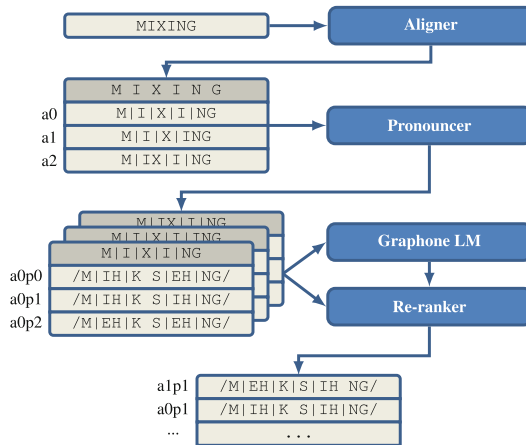 MIXING
Aligner
M I X I N G
a0 M|I|X|I|NG
a1 M|I|X|ING
a2 M|IX|I|NG
Pronouncer
M|IX|I|NG
M|I|X|ING
M|I|X|I|NG
a0p0 /M|IH|K S|EH|NG/
a0p1 /M|IH|K S|IH|NG/
a0p2 /M|EH|K S|EH|NG/
Graphone LM
Re-ranker
a1p1 /M|EH|K|S|IH NG/
a0p1 /M|IH|K S|IH|NG/
... ...